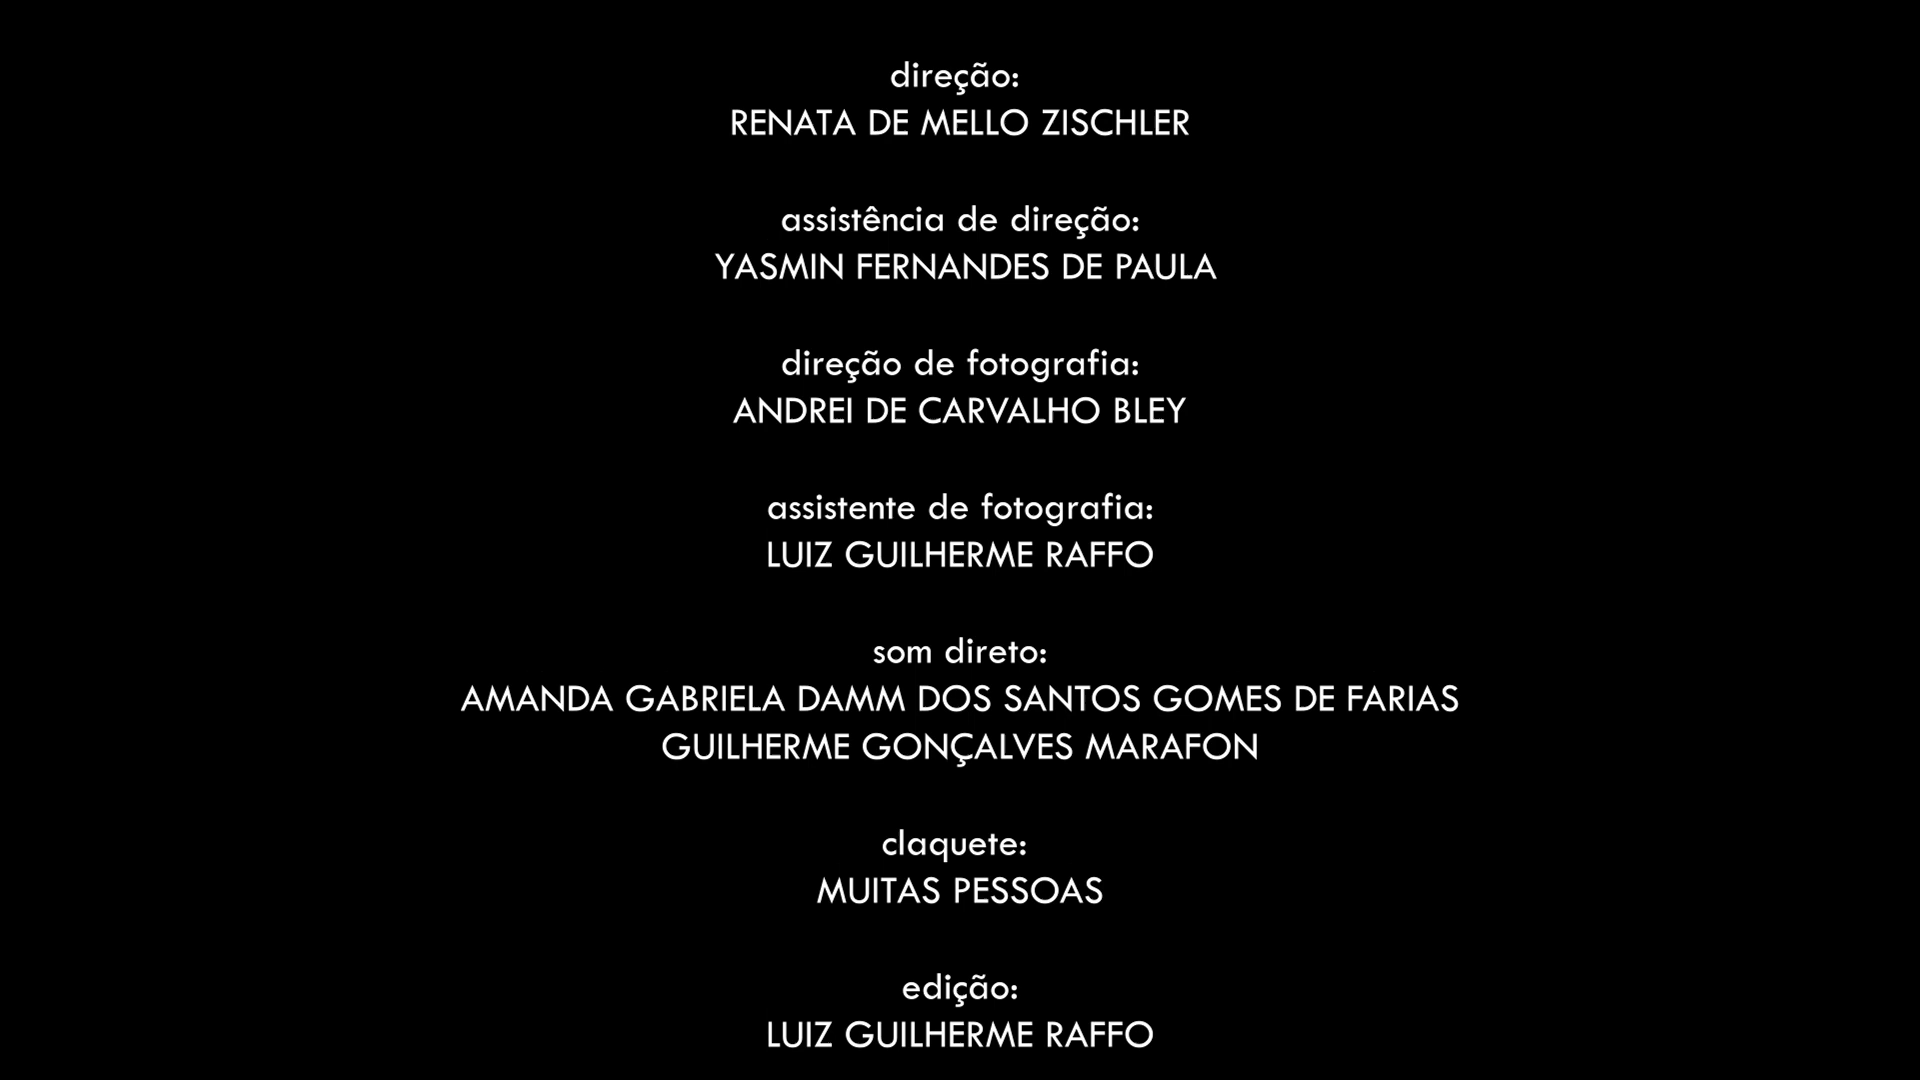 direção:
RENATA DE MELLO ZISCHLER
assistência de direção:
YASMIN FERNANDES DE PAULA
direção de fotografia:
ANDREI DE CARVALHO BLEY
assistente de fotografia:
LUIZ GUILHERME RAFFO
som direto:
AMANDA GABRIELA DAMM DOS SANTOS GOMES DE FARIAS
GUILHERME GONÇALVES MARAFON
claquete:
MUITAS PESSOAS
edição:
LUIZ GUILHERME RAFFO